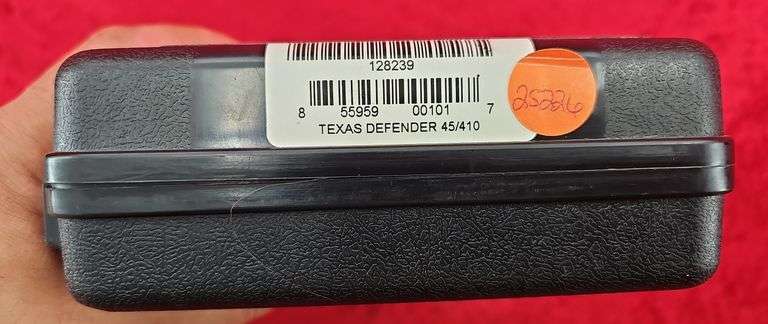 128239
8 55959 00101 7
TEXAS DEFENDER 45/410
25226